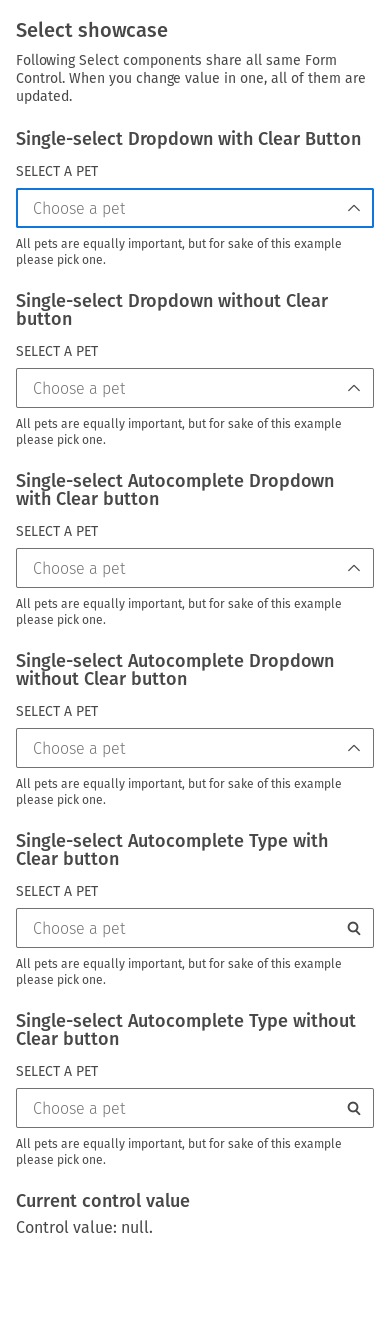 Select showcase
Following Select components share all same Form
Control. When you change value in one, all of them are
updated.
Single-select Dropdown with Clear Button
SELECT A PET
Choose a pet
All pets are equally important, but for sake of this example
please pick one.
Single-select Dropdown without Clear
button
SELECT A PET
Choose a pet
All pets are equally important, but for sake of this example
please pick one.
Single-select Autocomplete Dropdown
with Clear button
SELECT A PET
Choose a pet
All pets are equally important, but for sake of this example
please pick one.
Single-select Autocomplete Dropdown
without Clear button
SELECT A PET
Choose a pet
All pets are equally important, but for sake of this example
please pick one.
Single-select Autocomplete Type with
Clear button
SELECT A PET
Choose a pet
All pets are equally important, but for sake of this example
please pick one.
Single-select Autocomplete Type without
Clear button
SELECT A PET
Choose a pet
All pets are equally important, but for sake of this example
please pick one.
Current control value
Control value: null.